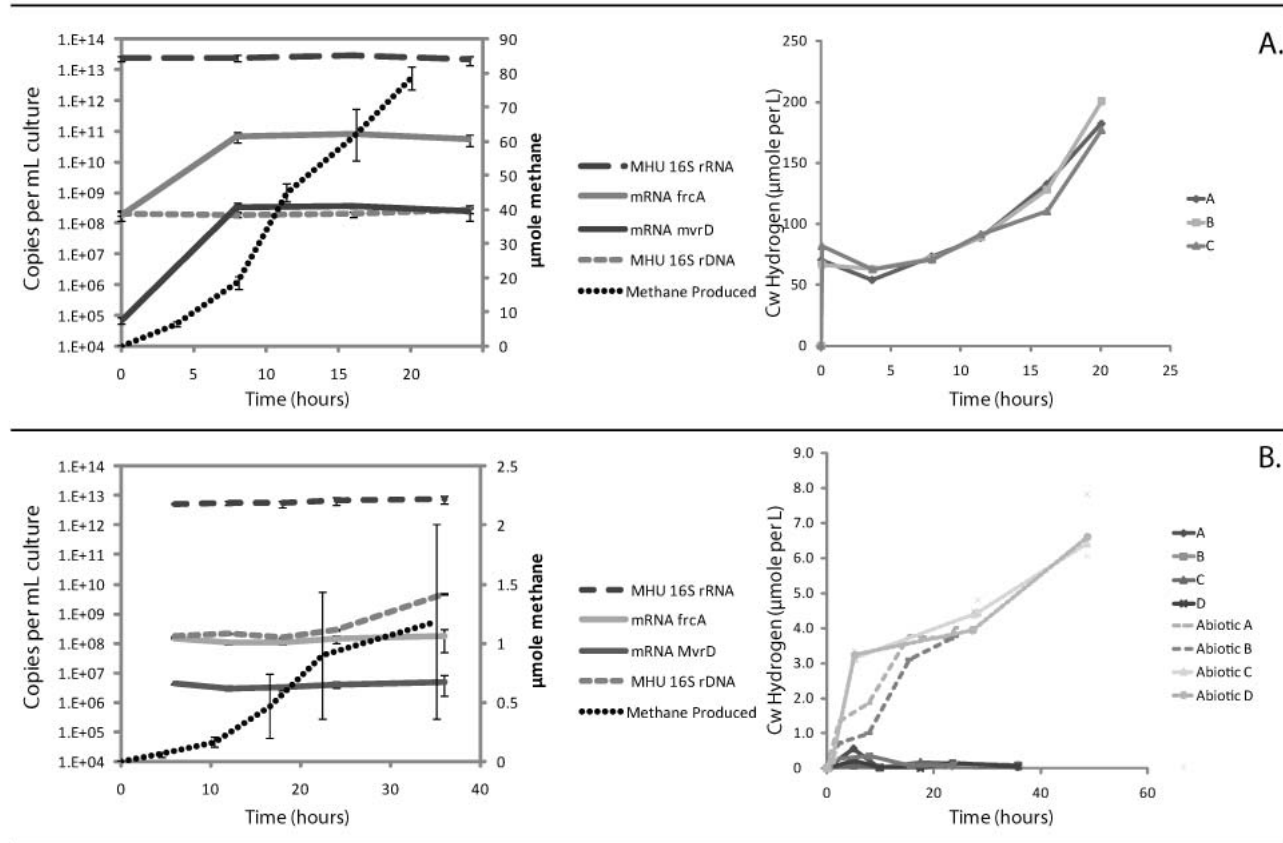 A.
Copies per mL culture
1.E+14
1.E+13
1.E+12
1.E+11
1.E+10
1.E+09
1.E+08
1.E+07
1.E+06
1.E+05
1.E+04
0
5
10
15
20
Time (hours)
90
80
70
60
50
40
30
20
10
0
µmole methane
MHU 16S rRNA
mRNA frcA
mRNA mvrD
MHU 16S rDNA
Methane Produced
Cw Hydrogen (µmole per L)
250
200
150
100
50
0
0
5
10
15
20
25
Time (hours)
A
B
C
B.
Copies per mL culture
1.E+14
1.E+13
1.E+12
1.E+11
1.E+10
1.E+09
1.E+08
1.E+07
1.E+06
1.E+05
1.E+04
0
10
20
30
40
Time (hours)
2.5
2
1.5
1
0.5
0
µmole methane
MHU 16S rRNA
mRNA frcA
mRNA MvrD
MHU 16S rDNA
Methane Produced
Cw Hydrogen (µmole per L)
9.0
8.0
7.0
6.0
5.0
4.0
3.0
2.0
1.0
0
0
20
40
60
Time (hours)
A
B
C
D
Abiotic A
Abiotic B
Abiotic C
Abiotic D